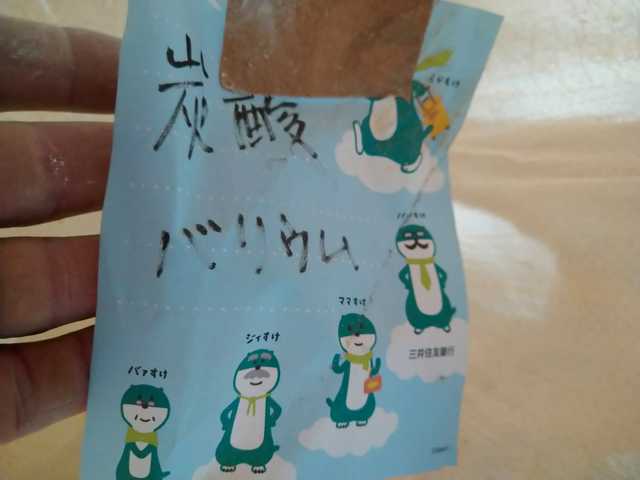 炭酸
バリウム
ママすけ
三井住友銀行
ジィすけ
バァすけ